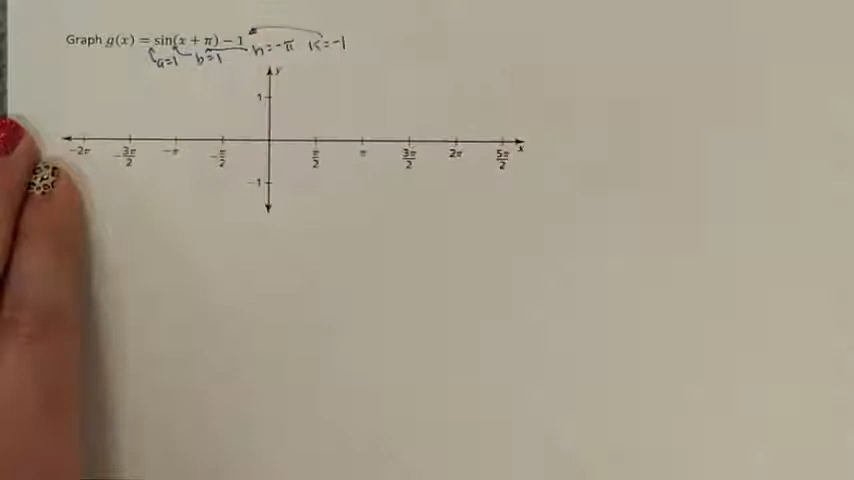 Graph g(x) = sin(x + π) − 1
a=1 b=1 h=-π K=-1
y
1
-2π -3π/2 -π -π/2 π/2 π 3π/2 2π 5π/2 x
-1